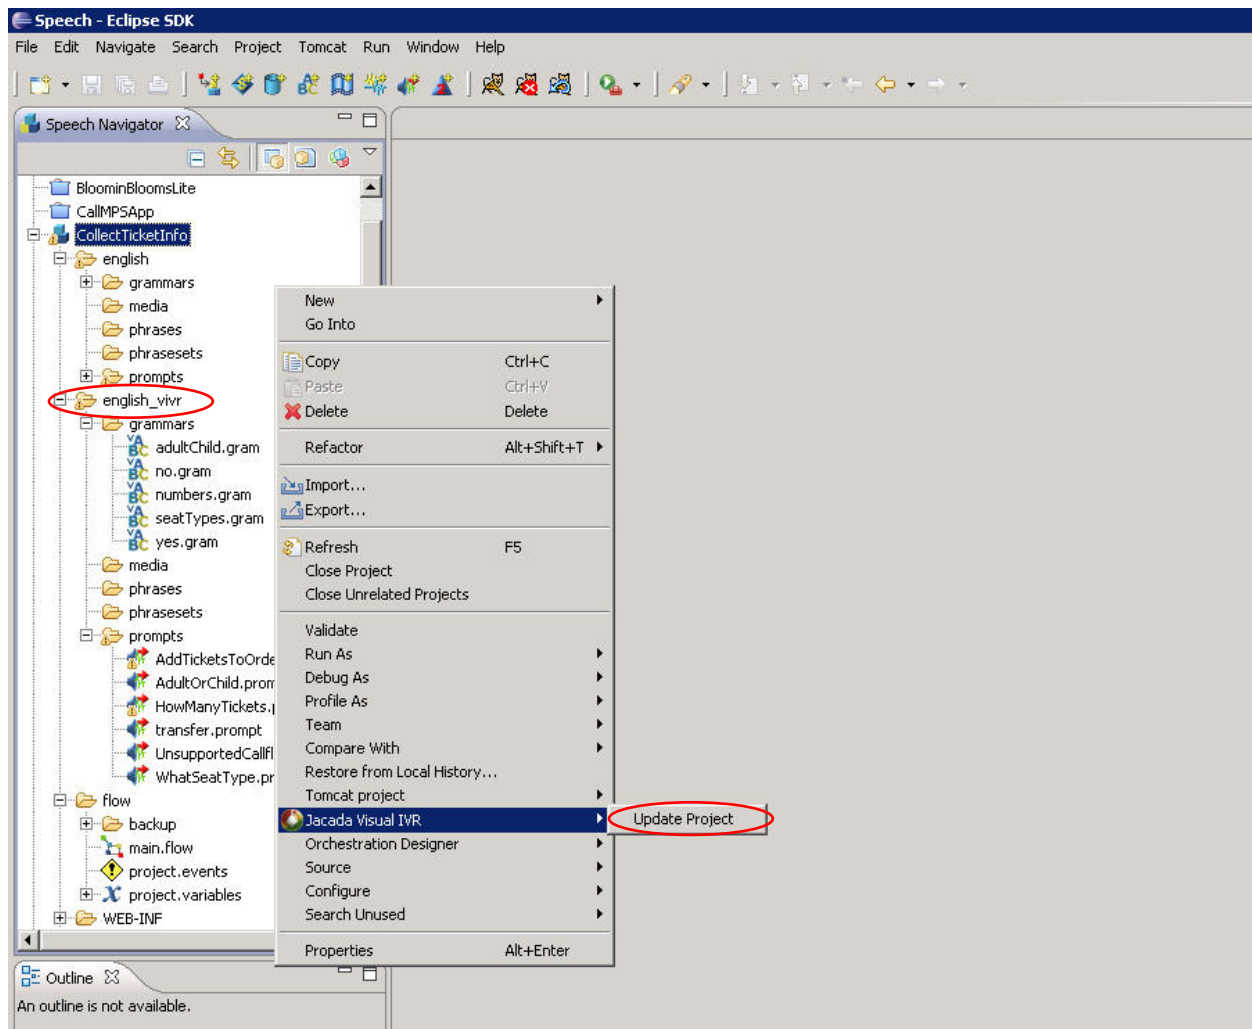 Speech - Eclipse SDK
File Edit Navigate Search Project Tomcat Run Window Help
Speech Navigator
BloominBloomsLite
CallMPSApp
CollectTicketInfo
english
grammars
media
phrases
phrasesets
prompts
english_vivr
grammars
adultChild.gram
no.gram
numbers.gram
seatTypes.gram
yes.gram
media
phrases
phrasesets
prompts
AddTicketsToOrde
AdultOrChild.prom
HowManyTickets.p
transfer.prompt
UnsupportedCallfl
WhatSeatType.pr
flow
backup
main.flow
project.events
project.variables
WEB-INF
New
Go Into
Copy Ctrl+C
Paste Ctrl+V
Delete Delete
Refactor Alt+Shift+T
Import...
Export...
Refresh F5
Close Project
Close Unrelated Projects
Validate
Run As
Debug As
Profile As
Team
Compare With
Restore from Local History...
Tomcat project
Jacada Visual IVR
Update Project
Orchestration Designer
Source
Configure
Search Unused
Properties Alt+Enter
Outline
An outline is not available.